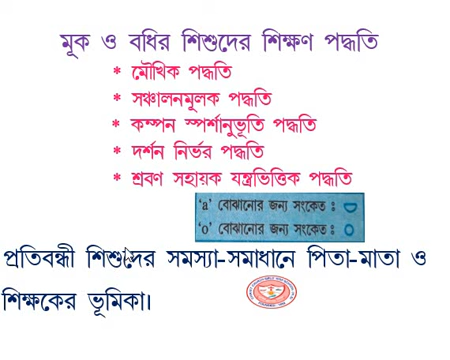 মূক ও বধির শিশুদের শিক্ষণ পদ্ধতি
* মৌখিক পদ্ধতি
* সঞ্চালনমূলক পদ্ধতি
* কম্পন স্পর্শানুভূতি পদ্ধতি
* দর্শন নির্ভর পদ্ধতি
* শ্রবণ সহায়ক যন্ত্রভিত্তিক পদ্ধতি
‘a’ বোঝানোর জন্য সংকেত :
‘o’ বোঝানোর জন্য সংকেত :
প্রতিবন্ধী শিশুদের সমস্যা-সমাধানে পিতা-মাতা ও
শিক্ষকের ভূমিকা।